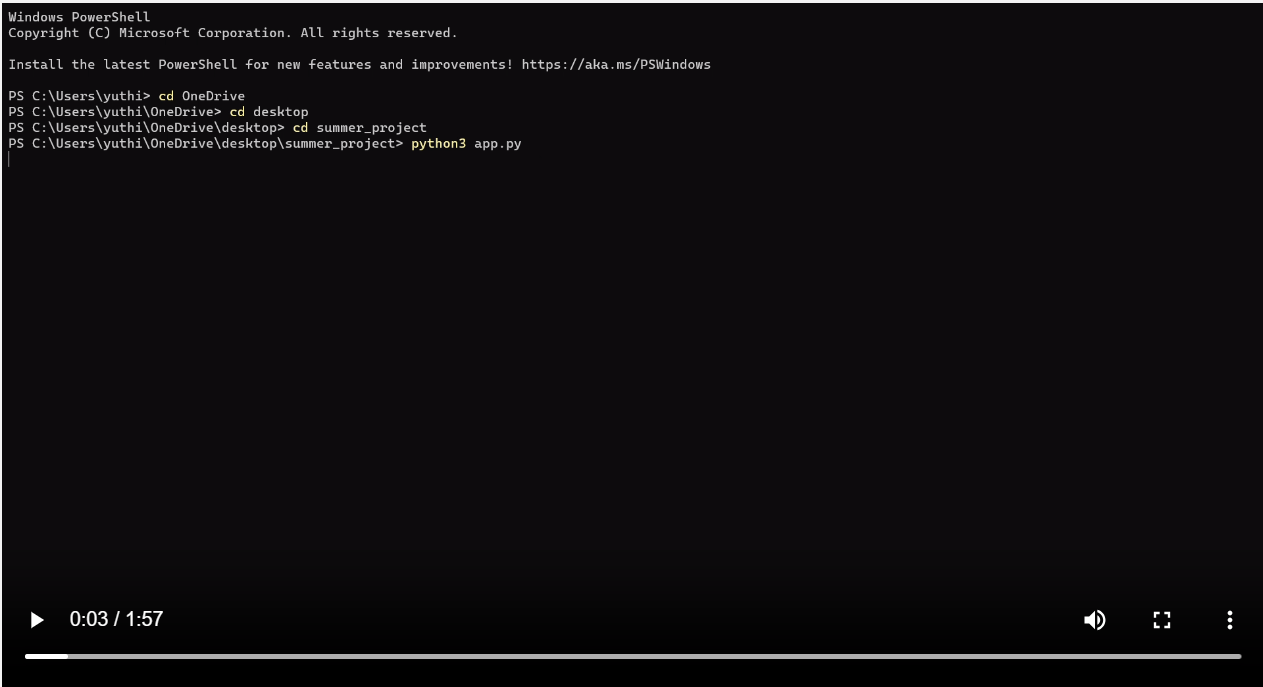 Windows PowerShell
Copyright (C) Microsoft Corporation. All rights reserved.
Install the latest PowerShell for new features and improvements! https://aka.ms/PSWindows
PS C:\Users\yuthi> cd OneDrive
PS C:\Users\yuthi\OneDrive> cd desktop
PS C:\Users\yuthi\OneDrive\desktop> cd summer_project
PS C:\Users\yuthi\OneDrive\desktop\summer_project> python3 app.py
0:03 / 1:57